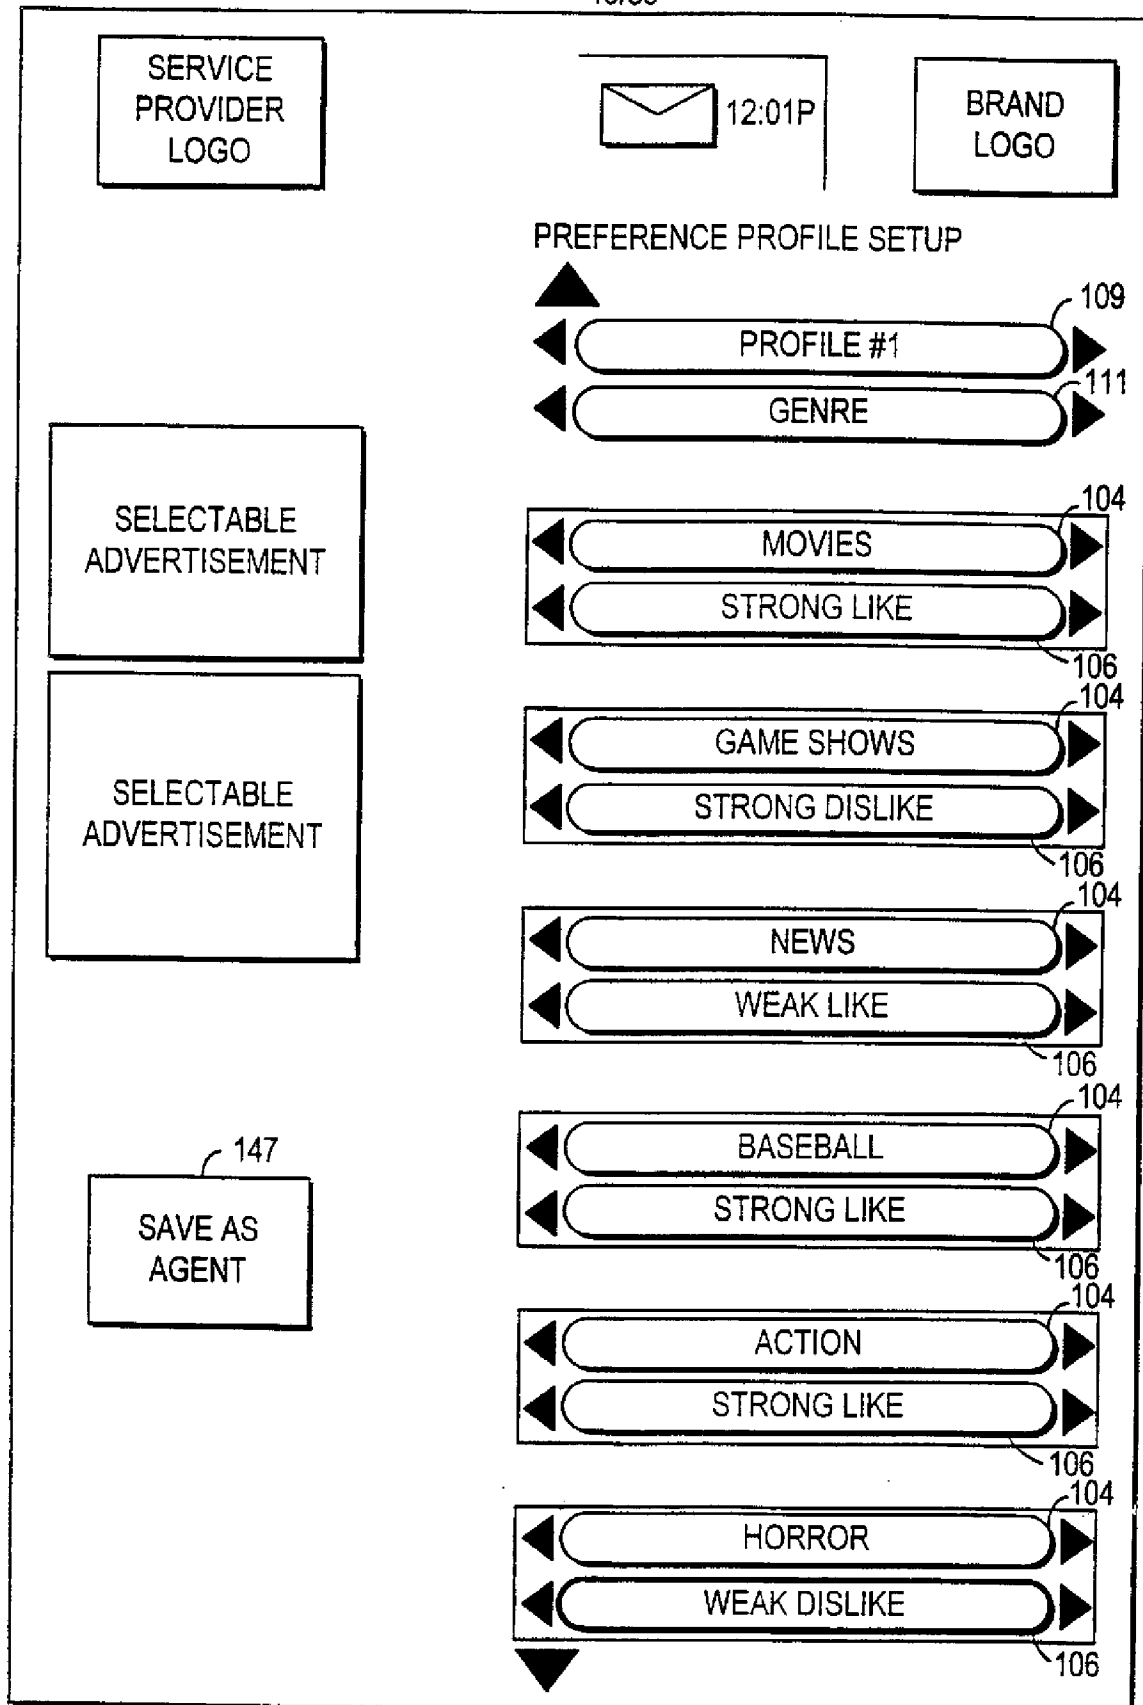 SERVICE
PROVIDER
LOGO
12:01P
BRAND
LOGO
PREFERENCE PROFILE SETUP
109
PROFILE #1
111
GENRE
SELECTABLE
ADVERTISEMENT
104
MOVIES
STRONG LIKE
106
SELECTABLE
ADVERTISEMENT
104
GAME SHOWS
STRONG DISLIKE
106
104
NEWS
WEAK LIKE
106
147
SAVE AS
AGENT
104
BASEBALL
STRONG LIKE
106
104
ACTION
STRONG LIKE
106
104
HORROR
WEAK DISLIKE
106